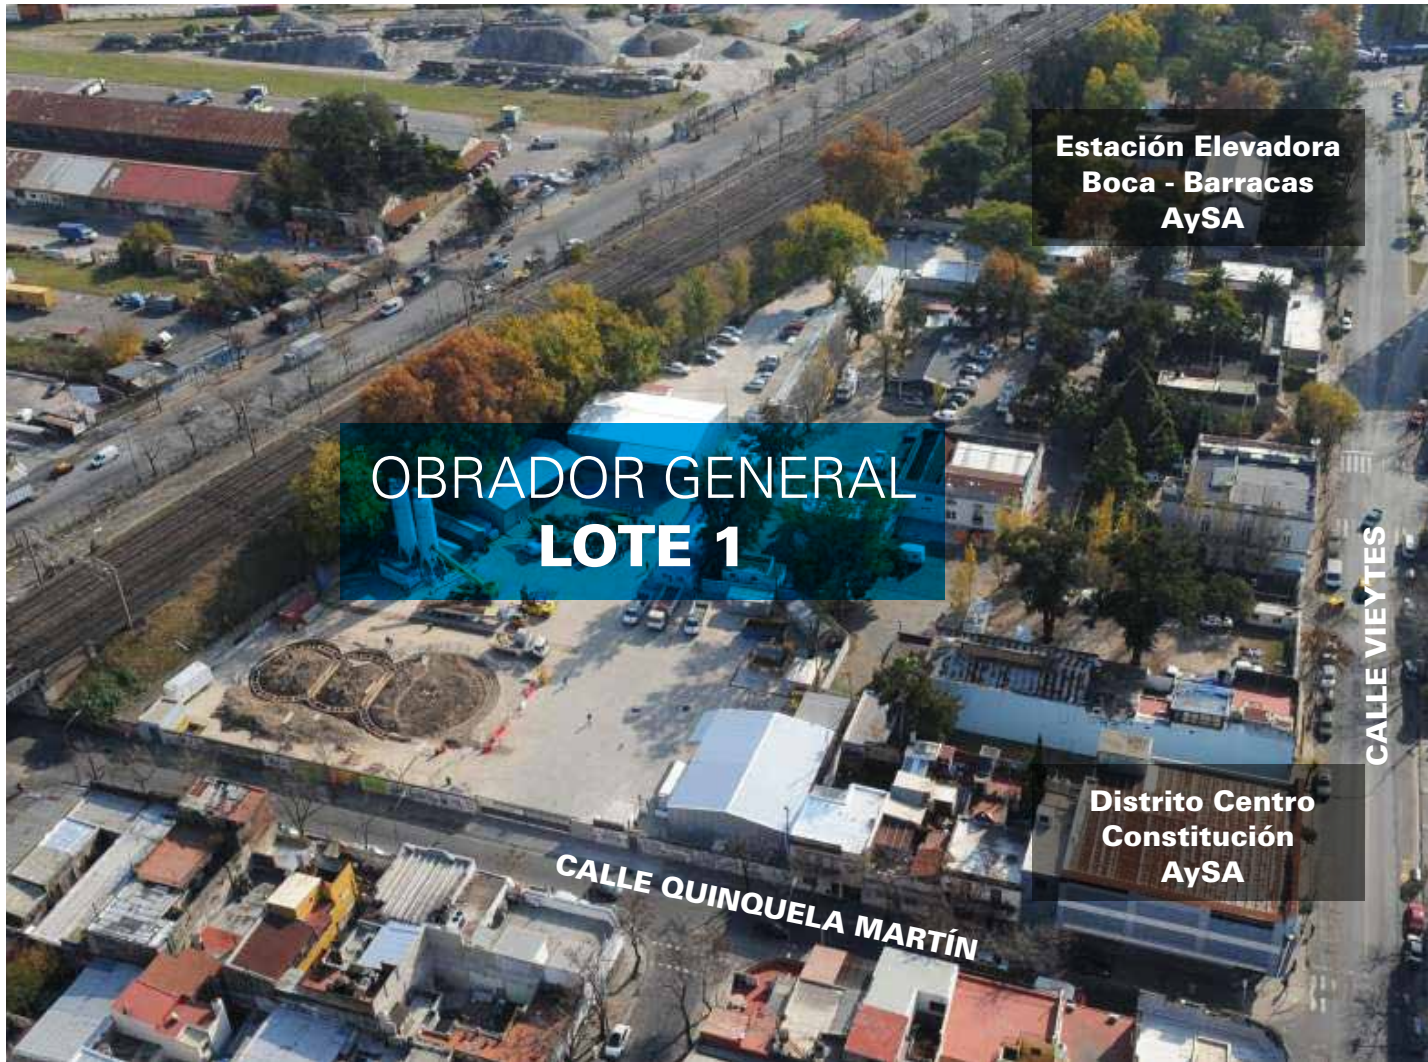 Estación Elevadora
Boca - Barracas
AySA
OBRADOR GENERAL
LOTE 1
CALLE VIEYTES
Distrito Centro
Constitución
AySA
CALLE QUINQUELA MARTÍN